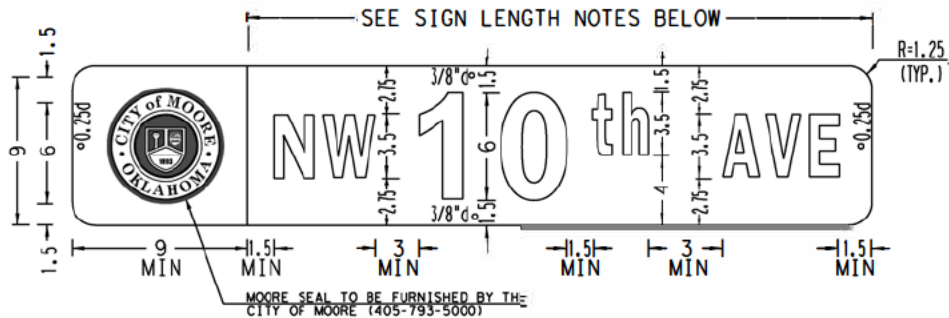 SEE SIGN LENGTH NOTES BELOW
R=1.25
(TYP.)
1.5
9
6
1.5
°0.25d
CITY of MOORE
1893
OKLAHOMA
NW
2.75
3.5
2.75
3/8"d°
3/8"d°
10th
1.5
6
1.5
1.5
3.5
4
2.75
3.5
2.75
AVE
°0.25d
9
MIN
1.5
MIN
3
MIN
1.5
MIN
3
MIN
1.5
MIN
MOORE SEAL TO BE FURNISHED BY THE
CITY OF MOORE (405-793-5000)